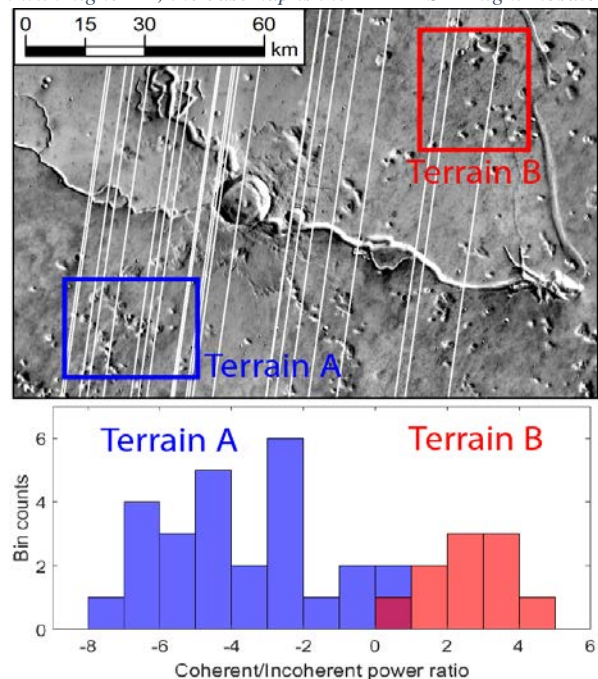 0 15 30 60
km
Terrain B
Terrain A
Terrain A Terrain B
6
4
2
0
Bin counts
-8 -6 -4 -2 0 2 4 6
Coherent/Incoherent power ratio